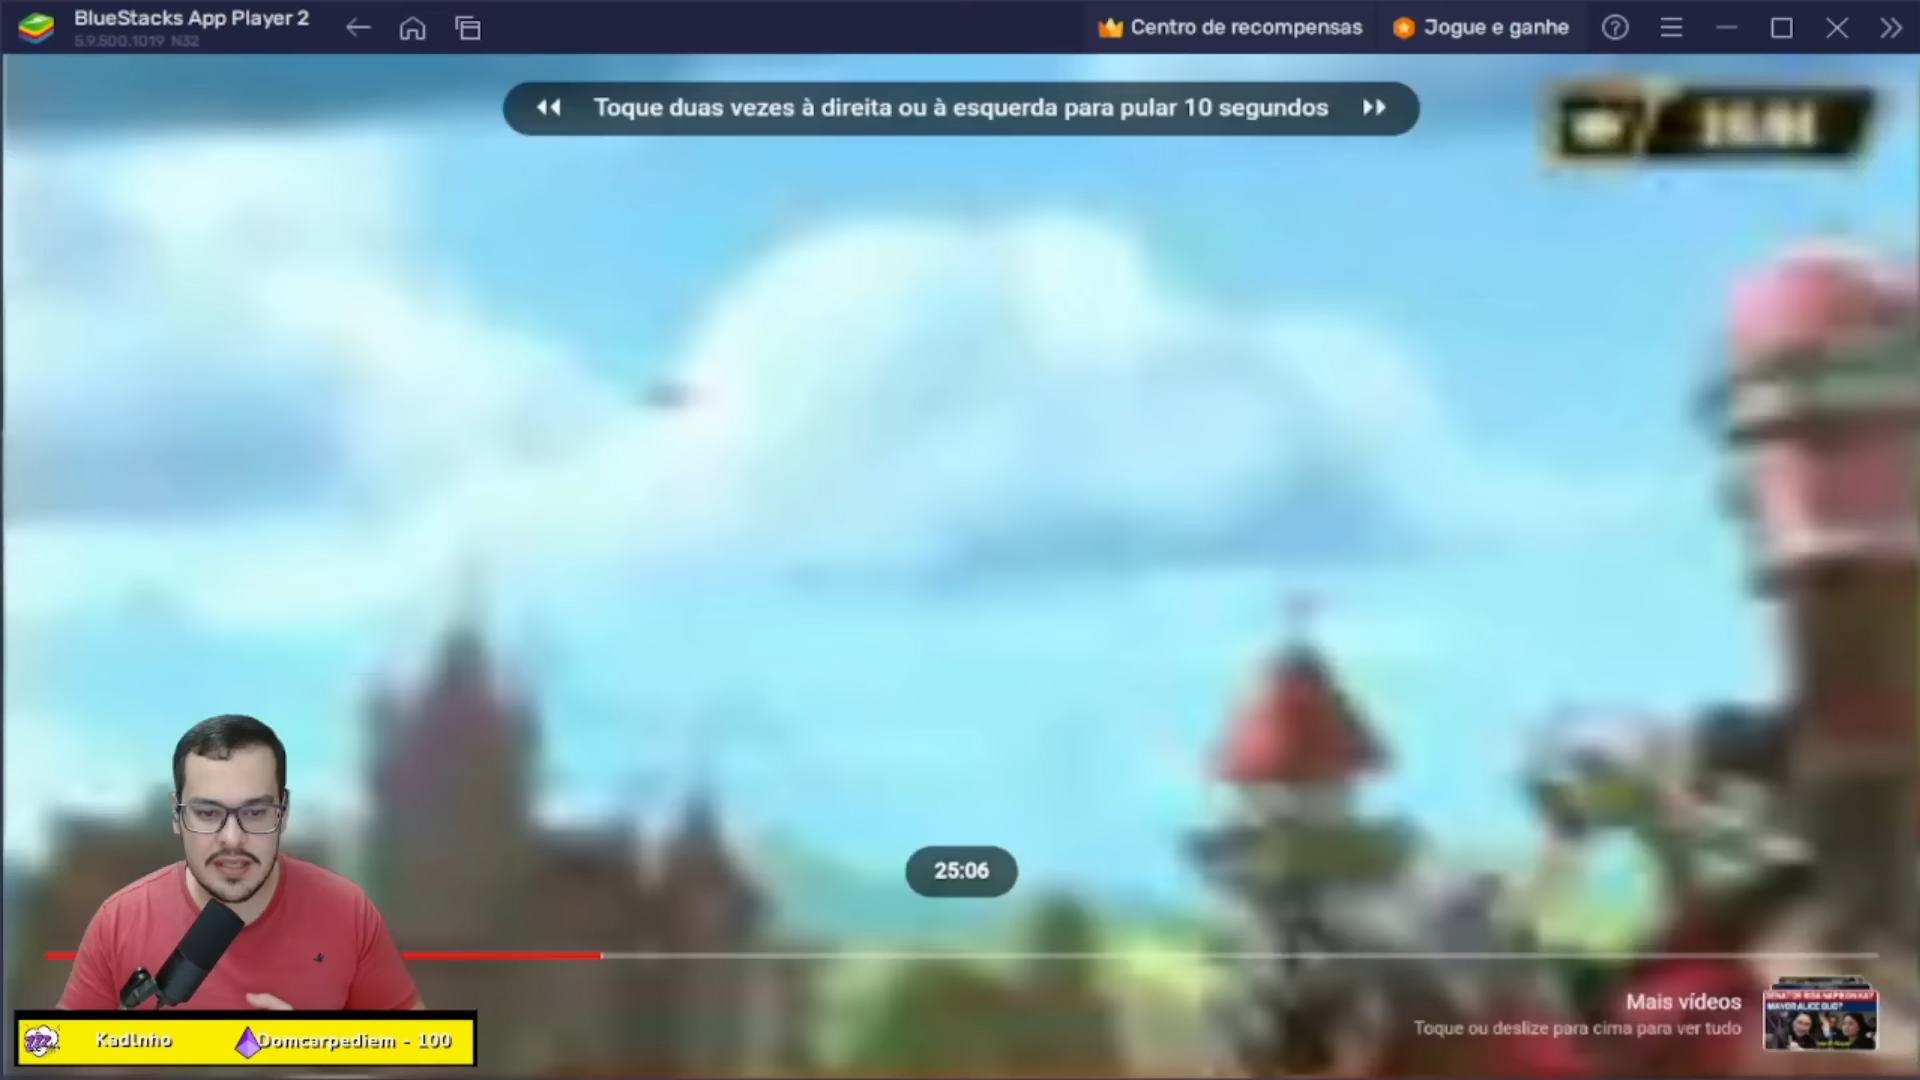 BlueStacks App Player 2
5.9.500.1019 N32
Centro de recompensas
Jogue e ganhe
Toque duas vezes à direita ou à esquerda para pular 10 segundos
25:06
Mais vídeos
Toque ou deslize para cima para ver tudo
Kadlnho
Domcarpediem - 100